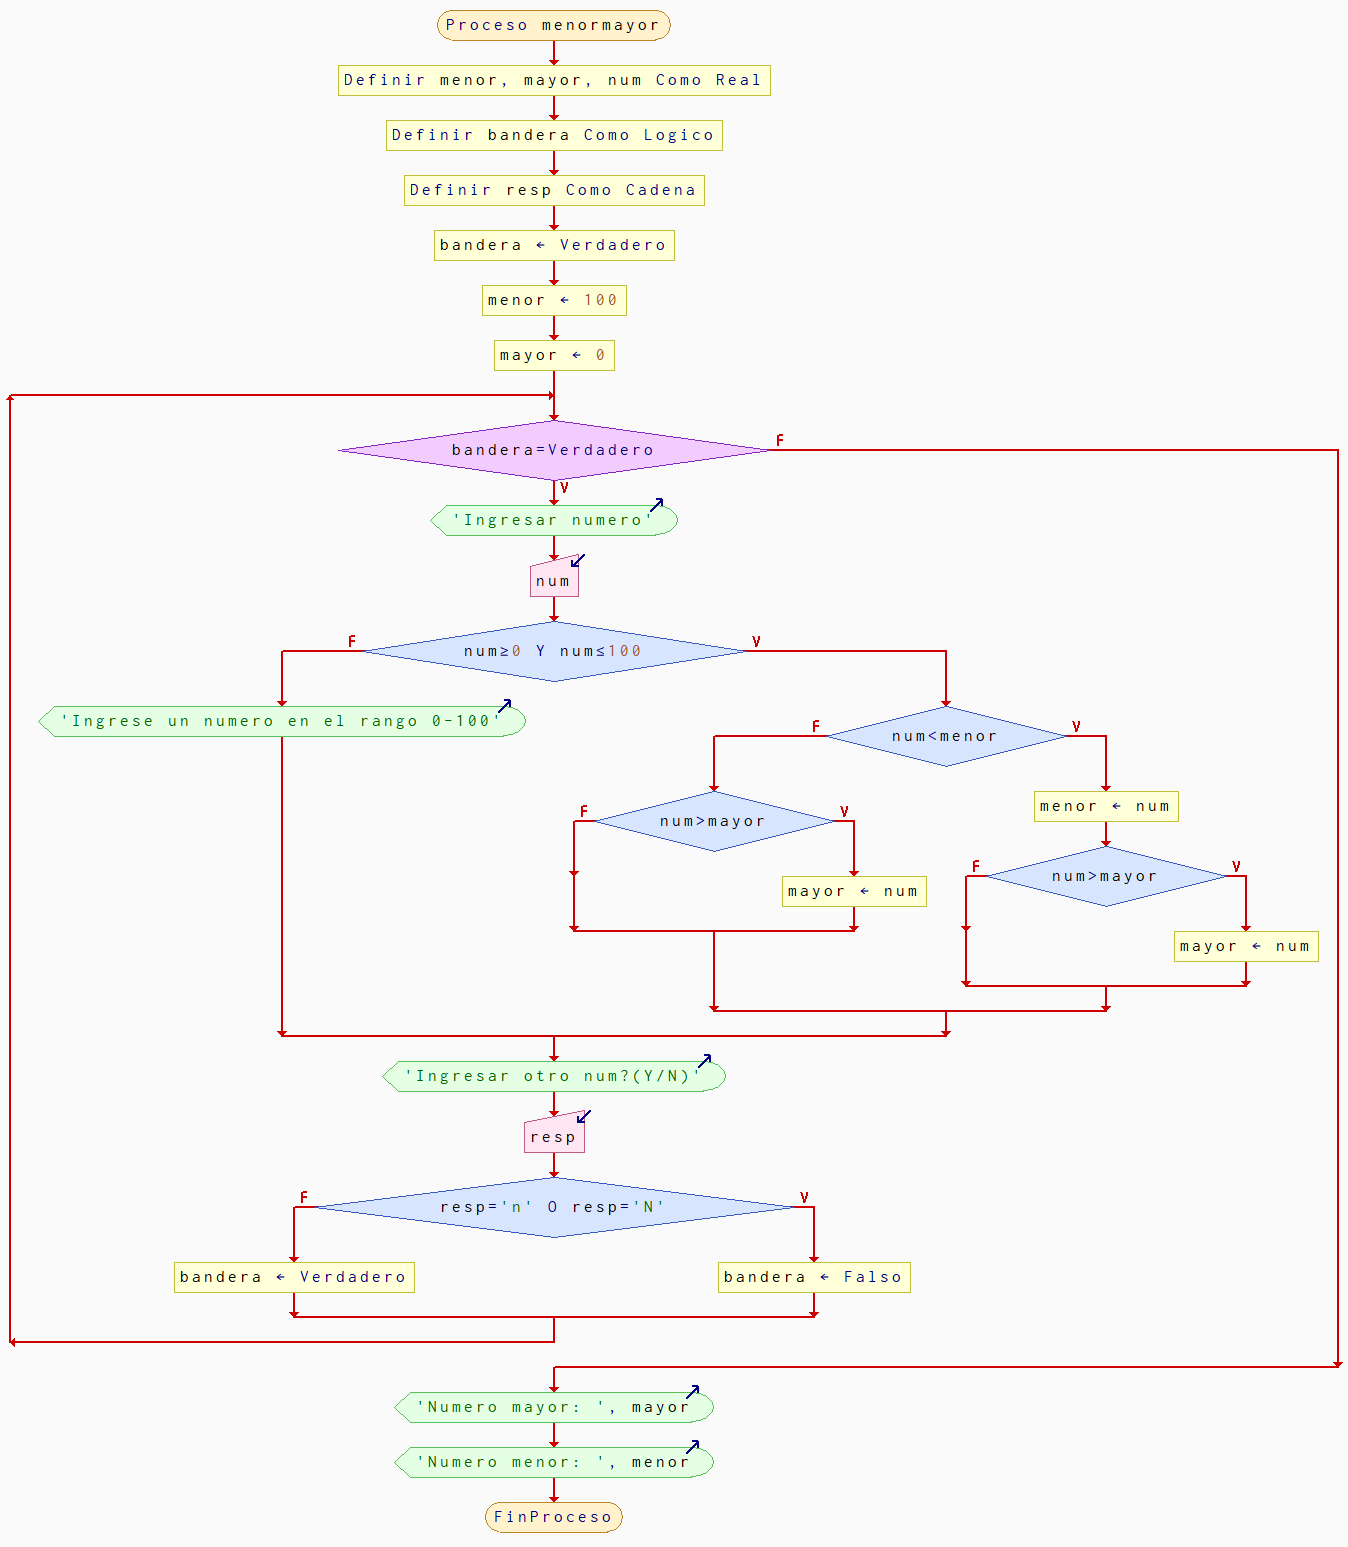 Proceso menormayor
Definir menor, mayor, num Como Real
Definir bandera Como Logico
Definir resp Como Cadena
bandera ← Verdadero
menor ← 100
mayor ← 0
bandera=Verdadero
F
V
'Ingresar numero'
num
F
num≥0 Y num≤100
V
'Ingrese un numero en el rango 0-100'
F
num<menor
V
menor ← num
F
num>mayor
V
F
num>mayor
V
mayor ← num
mayor ← num
'Ingresar otro num?(Y/N)'
resp
F
resp='n' O resp='N'
V
bandera ← Verdadero
bandera ← Falso
'Numero mayor: ', mayor
'Numero menor: ', menor
FinProceso